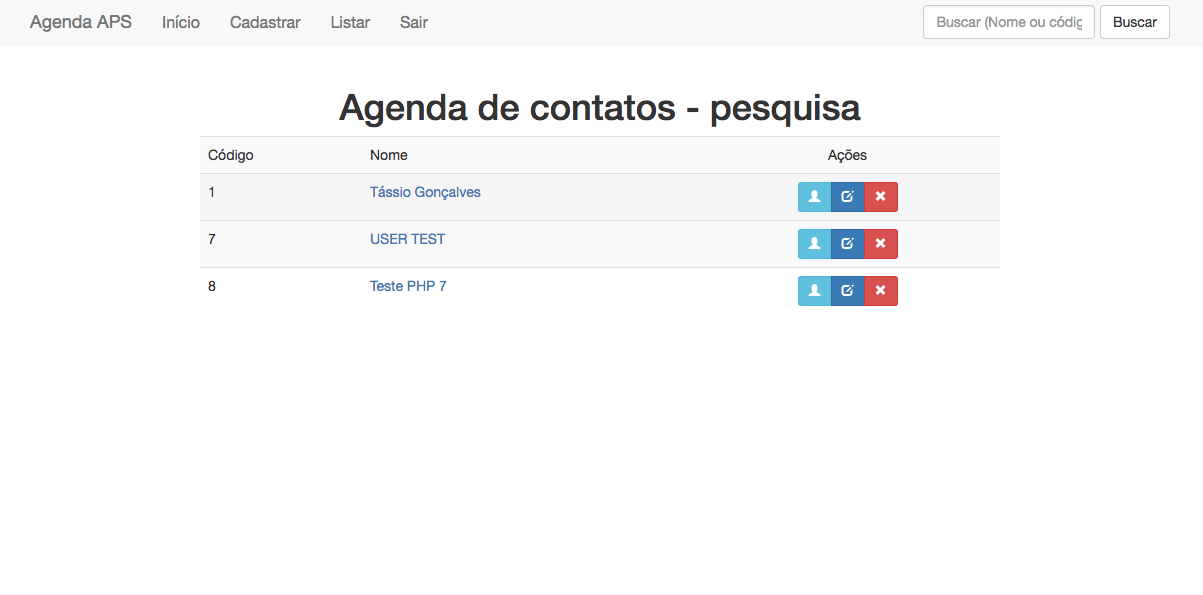 Agenda APS Início Cadastrar Listar Sair Buscar (Nome ou códig Buscar
Agenda de contatos - pesquisa
Código Nome Ações
1 Tássio Gonçalves
7 USER TEST
8 Teste PHP 7